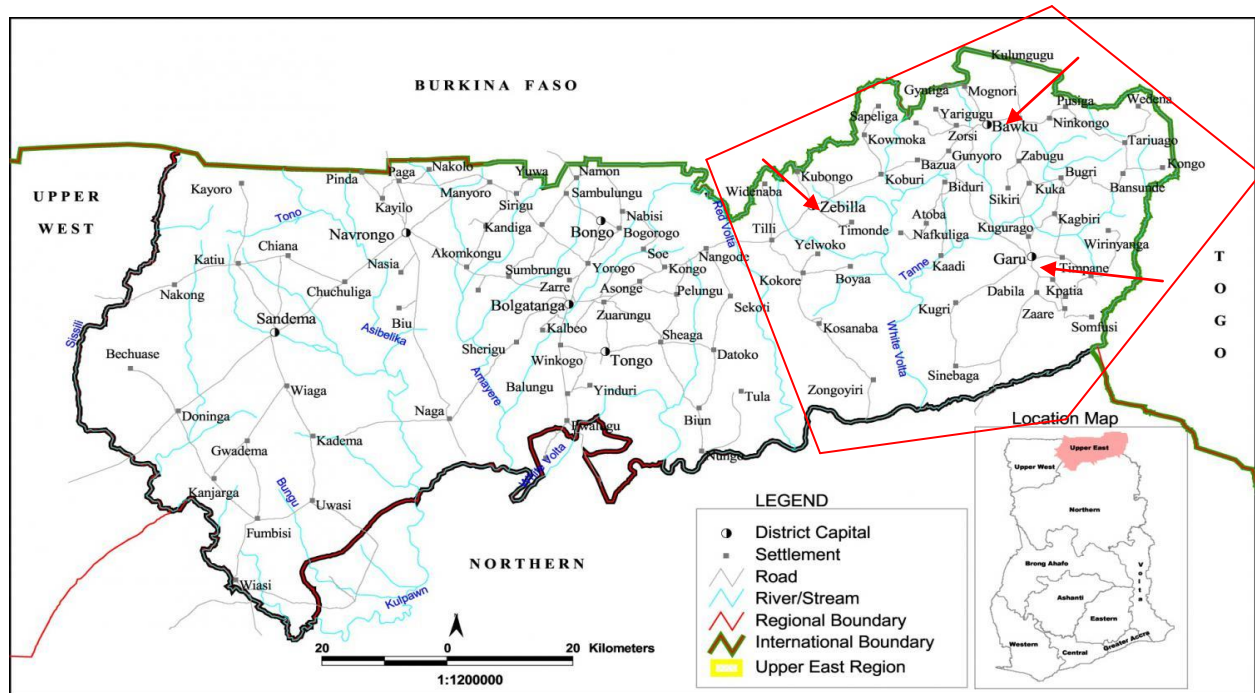 BURKINA FASO
UPPER
WEST
NORTHERN
T
O
G
O
Kulungugu
Gyntiga
Mognori
Pusiga
Wedena
Sapeliga
Yarigugu
Bawku
Ninkongo
Kowmoka
Zorsi
Tariuago
Bazua
Gunyoro
Zabugu
Kongo
Nakolo
Yuwa
Namon
Widenaba
Kubongo
Koburi
Biduri
Bugri
Pinda
Paga
Manyoro
Sirigu
Sambulungu
Kuka
Bansunde
Kayoro
Kayilo
Sikiri
Tono
Kandiga
Nabisi
Red Volta
Zebilla
Atoba
Kagbiri
Navrongo
Bongo
Bogorogo
Tilli
Timonde
Nafkuliga
Kugurago
Wirinyanga
Chiana
Yelwoko
Katiu
Nasia
Akomkongu
Soe
Nangode
Garu
Timpane
Sumbrungu
Yorogo
Kongo
Boyaa
Tanne
Kaadi
Nakong
Chuchuliga
Zarre
Asonge
Pelungu
Kokore
Dabila
Kpatia
Bolgatanga
Zuarungu
Sekoti
Kugri
Zaare
Sandema
Biu
Kosanaba
Somfusi
Sissili
Asibelika
Kalbeo
Sheaga
White Volta
Bechuase
Sherigu
Winkogo
Tongo
Datoko
Amayere
Balungu
Yinduri
Tula
Zongoyiri
Sinebaga
Wiaga
Doninga
Naga
Pwalugu
Biun
Kadema
Gwadema
White Volta
Nungo
Kanjarga
Bungu
Uwasi
Fumbisi
Wiasi
Kulpawn
20 0 20 Kilometers
1:1200000
LEGEND
District Capital
Settlement
Road
River/Stream
Regional Boundary
International Boundary
Upper East Region
Location Map
Upper East
Upper West
Northern
Brong Ahafo
Volta
Ashanti
Eastern
Western
Central
Greater Accra